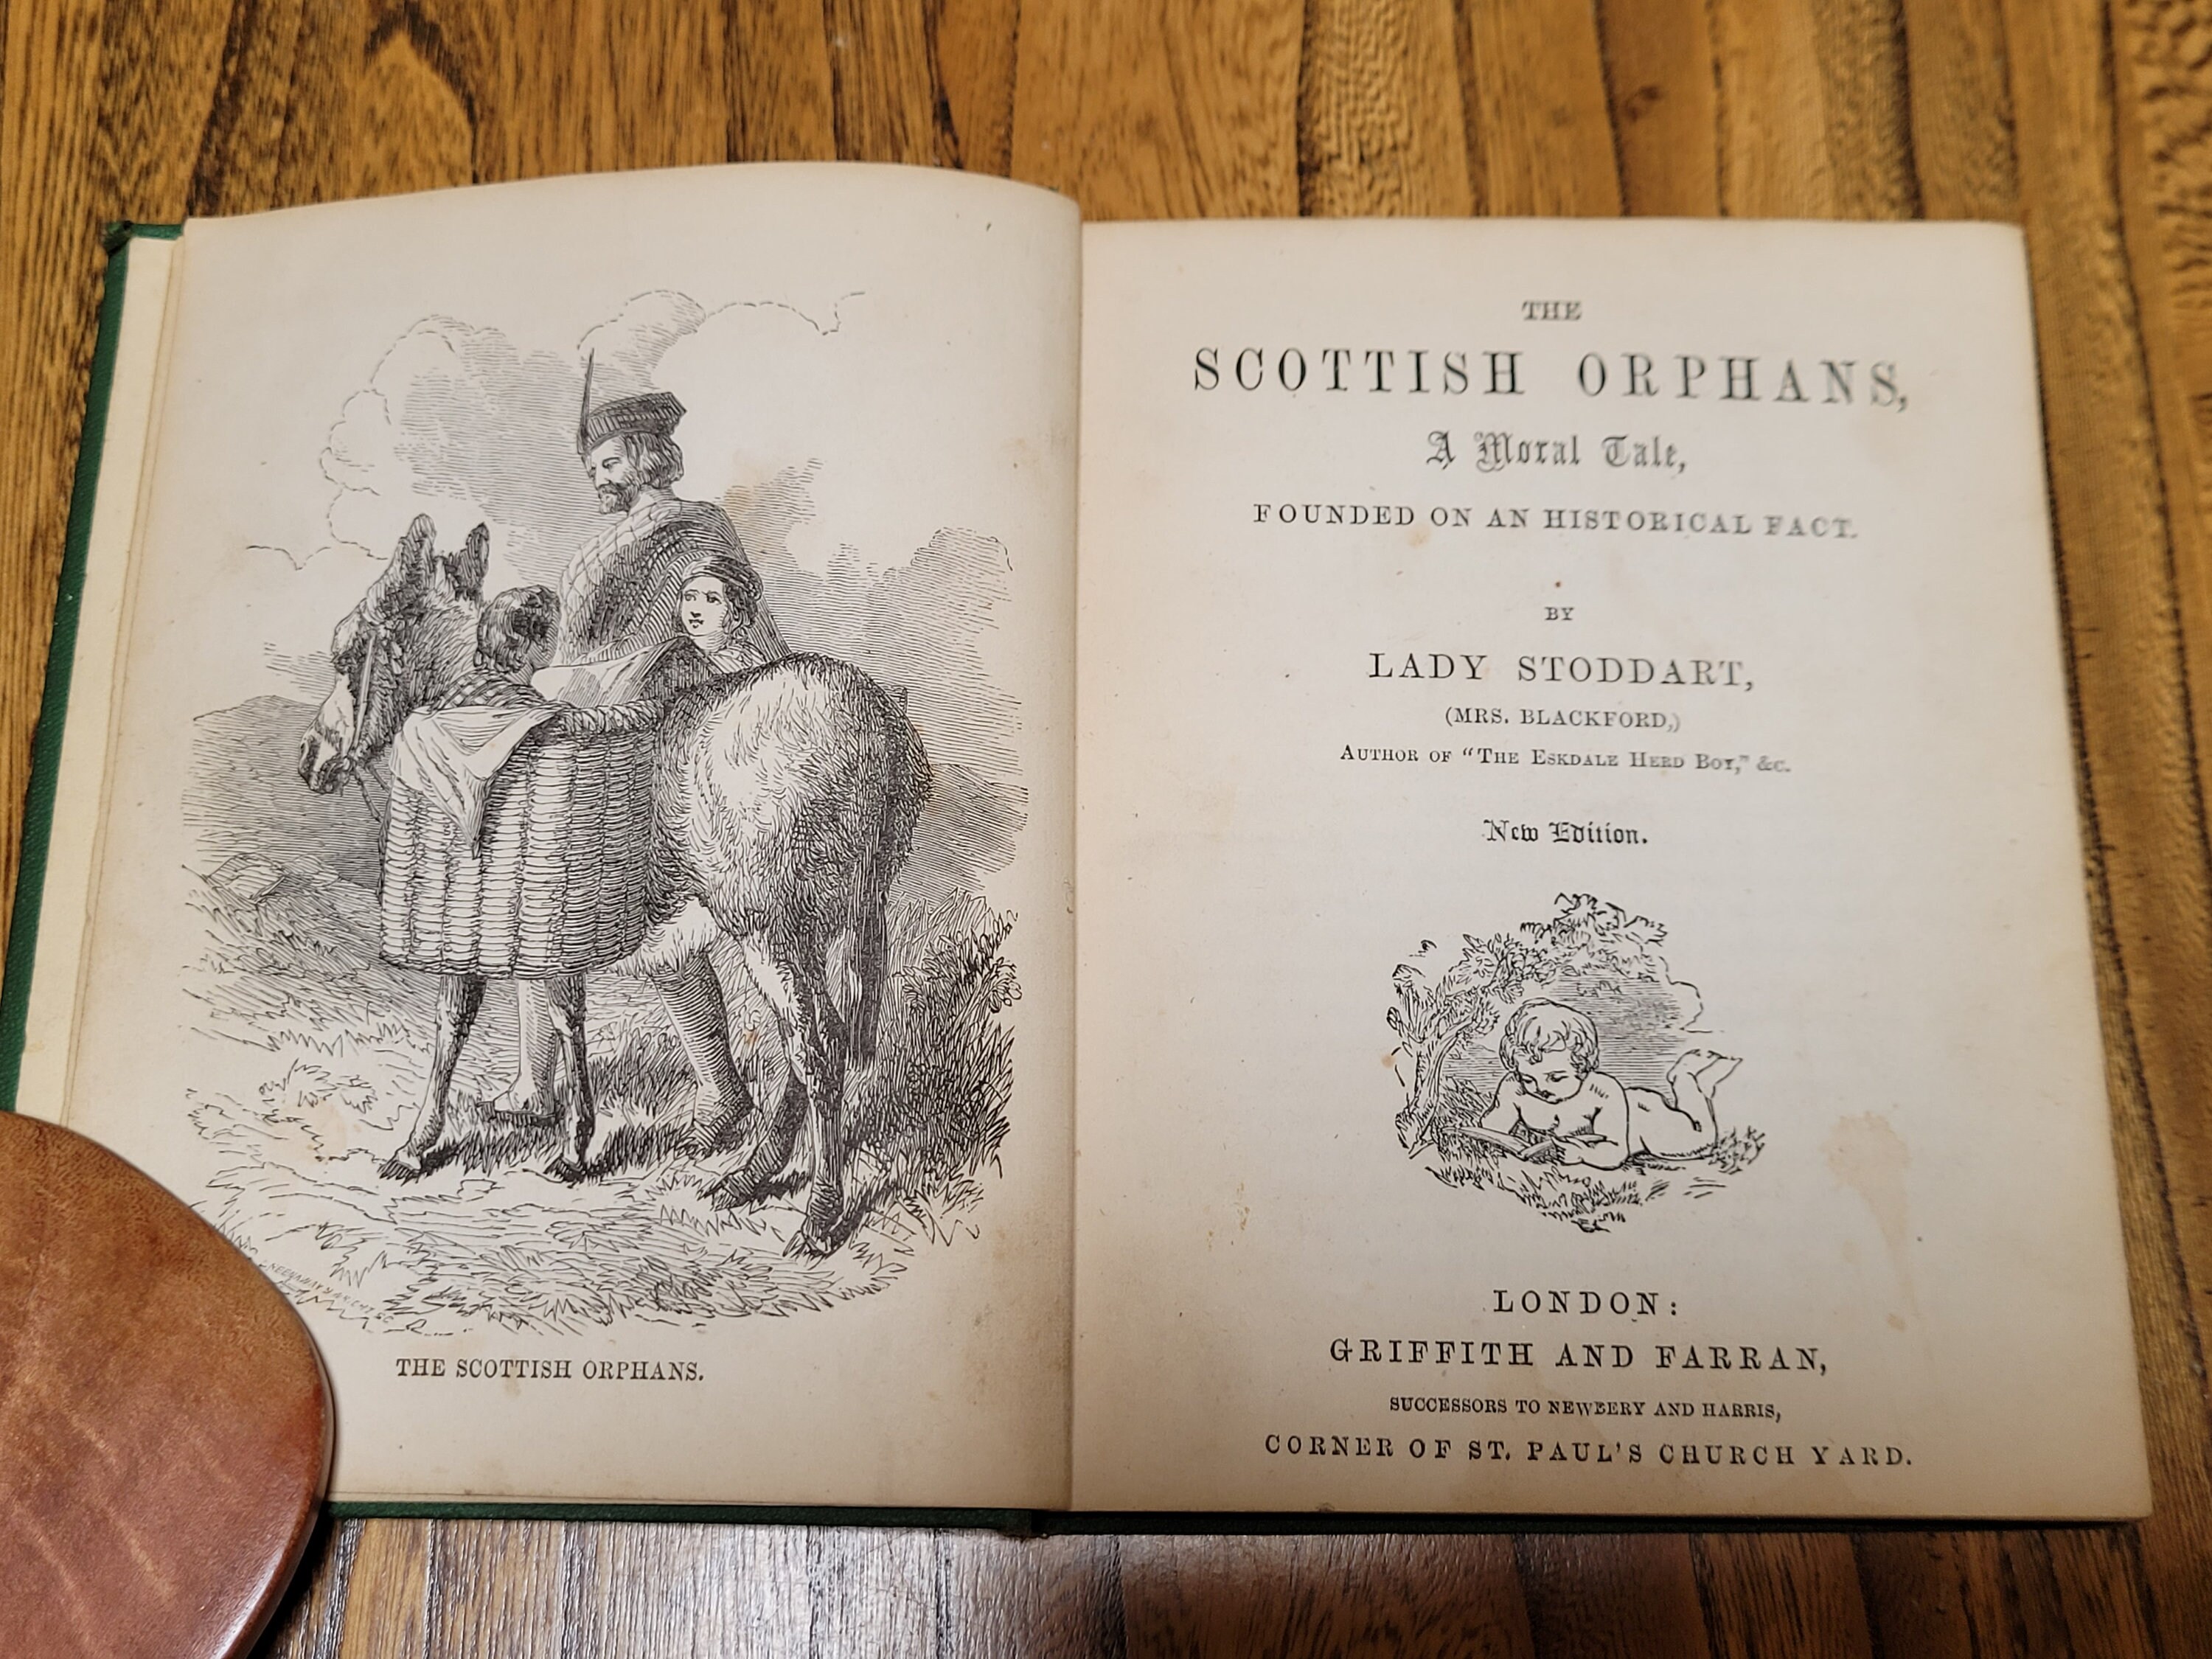 THE SCOTTISH ORPHANS.
THE
SCOTTISH ORPHANS,
A Moral Tale,
FOUNDED ON AN HISTORICAL FACT.
BY
LADY STODDART,
(MRS. BLACKFORD,)
AUTHOR OF "THE ESKDALE HERD BOY," &c.
New Edition.
LONDON:
GRIFFITH AND FARRAN,
SUCCESSORS TO NEWBERY AND HARRIS,
CORNER OF ST. PAUL'S CHURCH YARD.